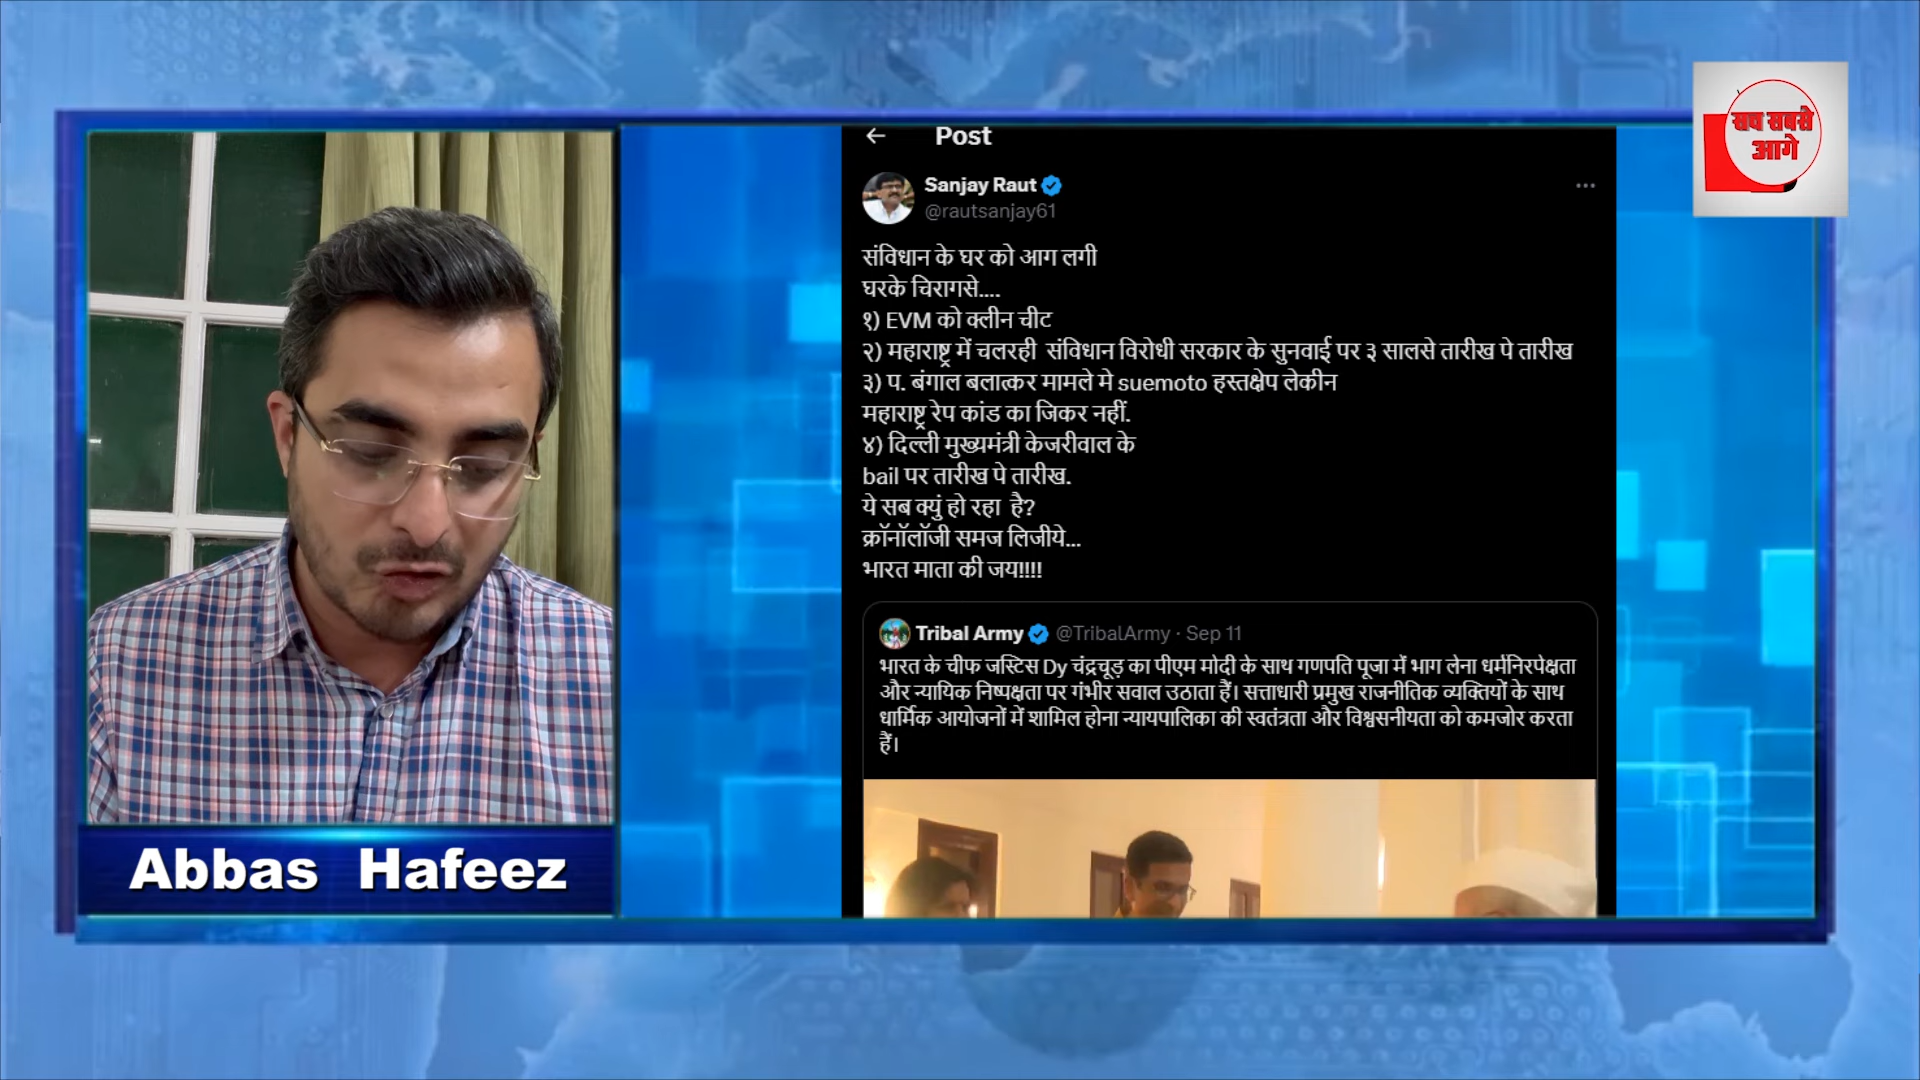 सच सबसे
आगे
Post
Sanjay Raut
@rautsanjay61
संविधान के घर को आग लगी
घरके चिरागसे....
१) EVM को क्लीन चीट
२) महाराष्ट्र में चलरही संविधान विरोधी सरकार के सुनवाई पर ३ सालसे तारीख पे तारीख
३) प. बंगाल बलात्कर मामले मे suemoto हस्तक्षेप लेकीन
महाराष्ट्र रेप कांड का जिकर नहीं.
४) दिल्ली मुख्यमंत्री केजरीवाल के
bail पर तारीख पे तारीख.
ये सब क्युं हो रहा है?
क्रॉनॉलॉजी समज लिजीये...
भारत माता की जय!!!!
Tribal Army @TribalArmy · Sep 11
भारत के चीफ जस्टिस Dy चंद्रचूड़ का पीएम मोदी के साथ गणपति पूजा में भाग लेना धर्मनिरपेक्षता
और न्यायिक निष्पक्षता पर गंभीर सवाल उठाता हैं। सत्ताधारी प्रमुख राजनीतिक व्यक्तियों के साथ
धार्मिक आयोजनों में शामिल होना न्यायपालिका की स्वतंत्रता और विश्वसनीयता को कमजोर करता
हैं।
Abbas Hafeez